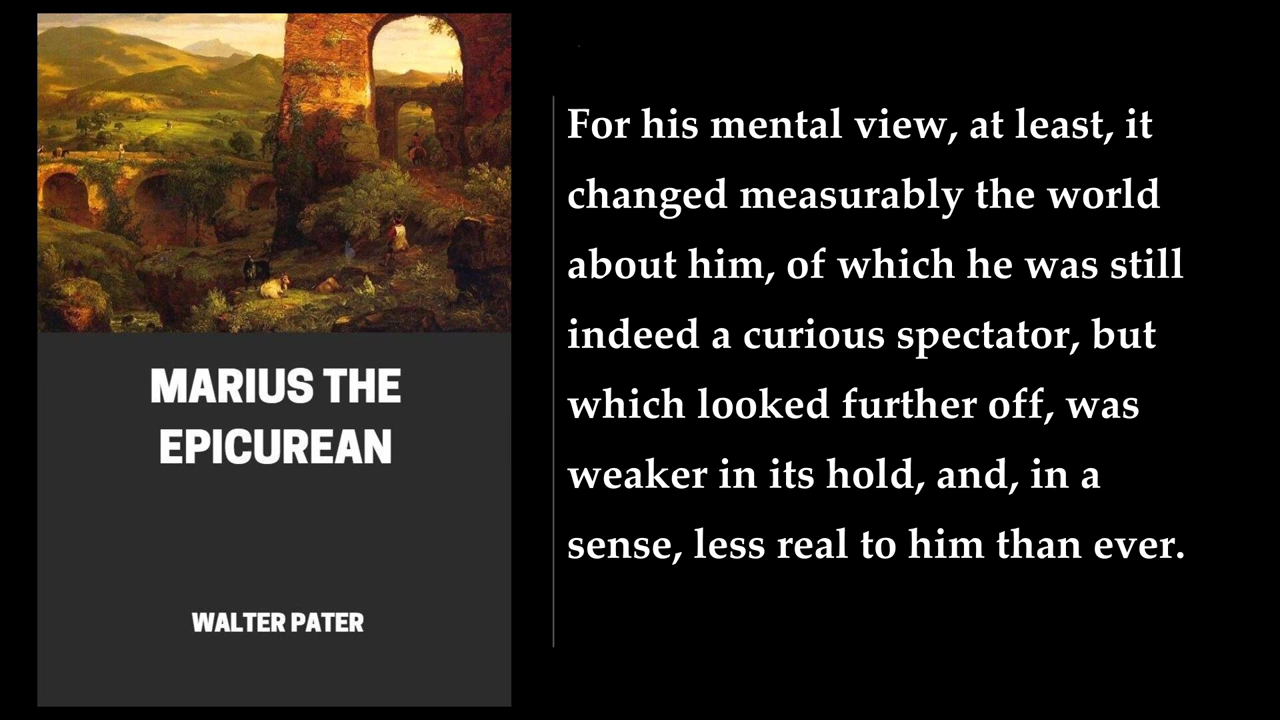 MARIUS THE
EPICUREAN
WALTER PATER
For his mental view, at least, it
changed measurably the world
about him, of which he was still
indeed a curious spectator, but
which looked further off, was
weaker in its hold, and, in a
sense, less real to him than ever.